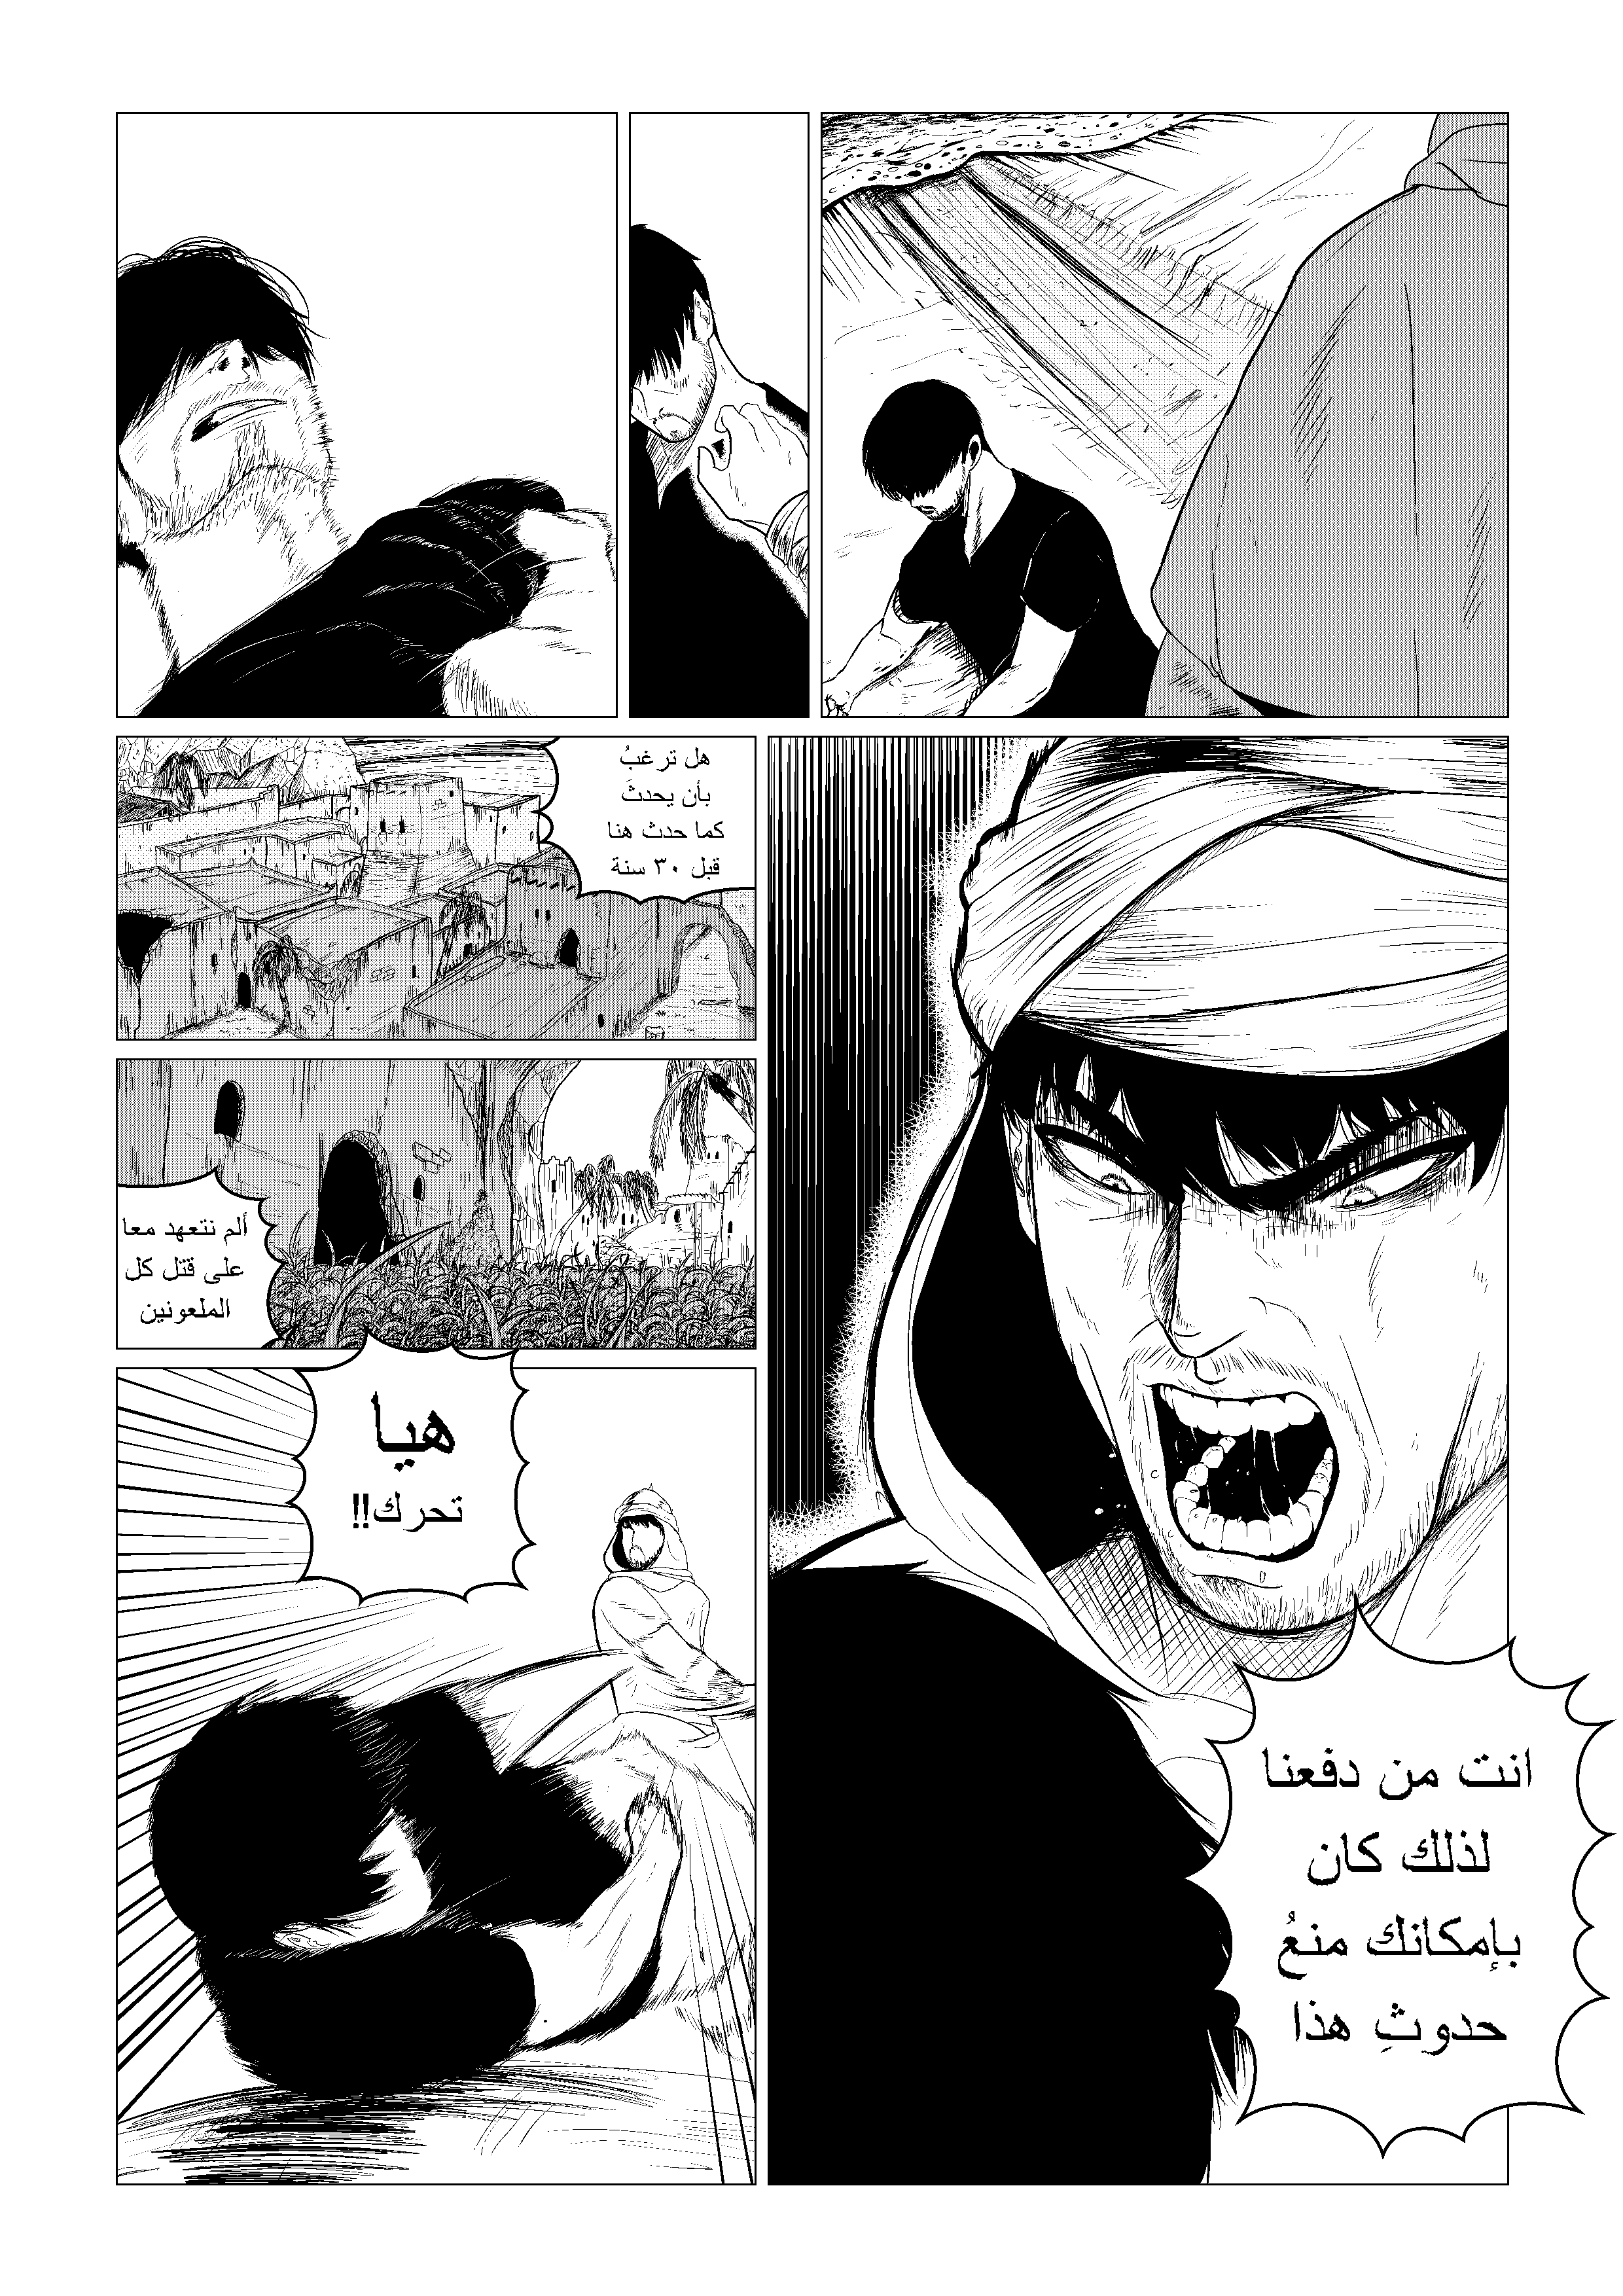 انت من دفعنا
لذلك كان
بإمكانك منعُ
حدوثِ هذا
هل ترغبُ
بأن يحدثَ
كما حدث هنا
قبل ٣٠ سنة
ألم نتعهد معا
على قتل كل
الملعونين
هيا
تحرك!!